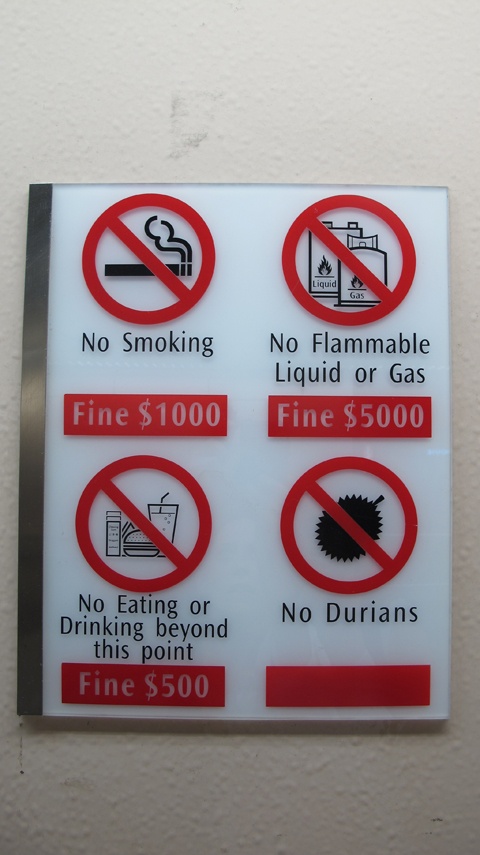 No Smoking
Fine $1000
Liquid
Gas
No Flammable
Liquid or Gas
Fine $5000
No Eating or
Drinking beyond
this point
Fine $500
No Durians